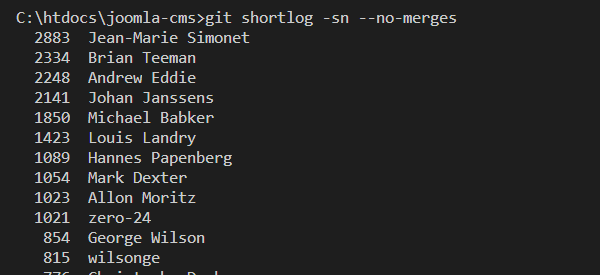 C:\htdocs\joomla-cms>git shortlog -sn --no-merges
2883 Jean-Marie Simonet
2334 Brian Teeman
2248 Andrew Eddie
2141 Johan Janssens
1850 Michael Babker
1423 Louis Landry
1089 Hannes Papenberg
1054 Mark Dexter
1023 Allon Moritz
1021 zero-24
854 George Wilson
815 wilsonge